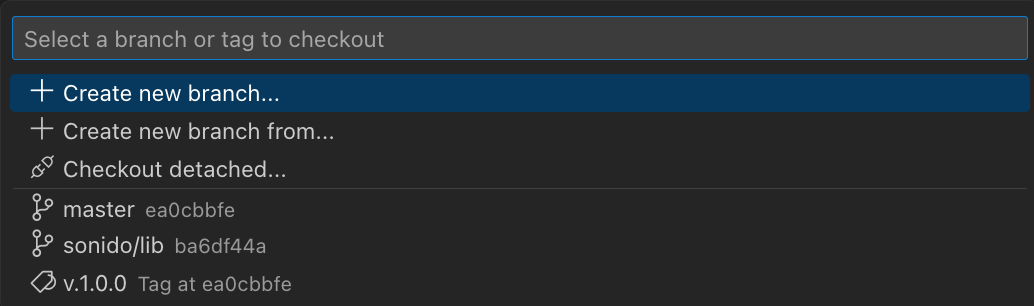 Select a branch or tag to checkout
Create new branch...
Create new branch from...
Checkout detached...
master ea0cbbfe
sonido/lib ba6df44a
v.1.0.0 Tag at ea0cbbfe